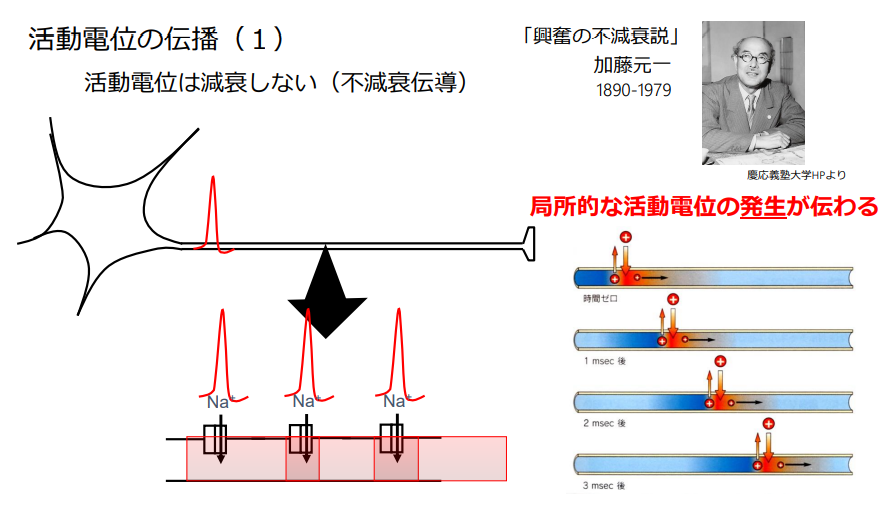 活動電位の伝播（１）
活動電位は減衰しない（不減衰伝導）
「興奮の不減衰説」
加藤元一
1890-1979
慶応義塾大学HPより
局所的な活動電位の発生が伝わる
時間ゼロ
1 msec 後
2 msec 後
3 msec 後
Na⁺
Na⁺
Na⁺